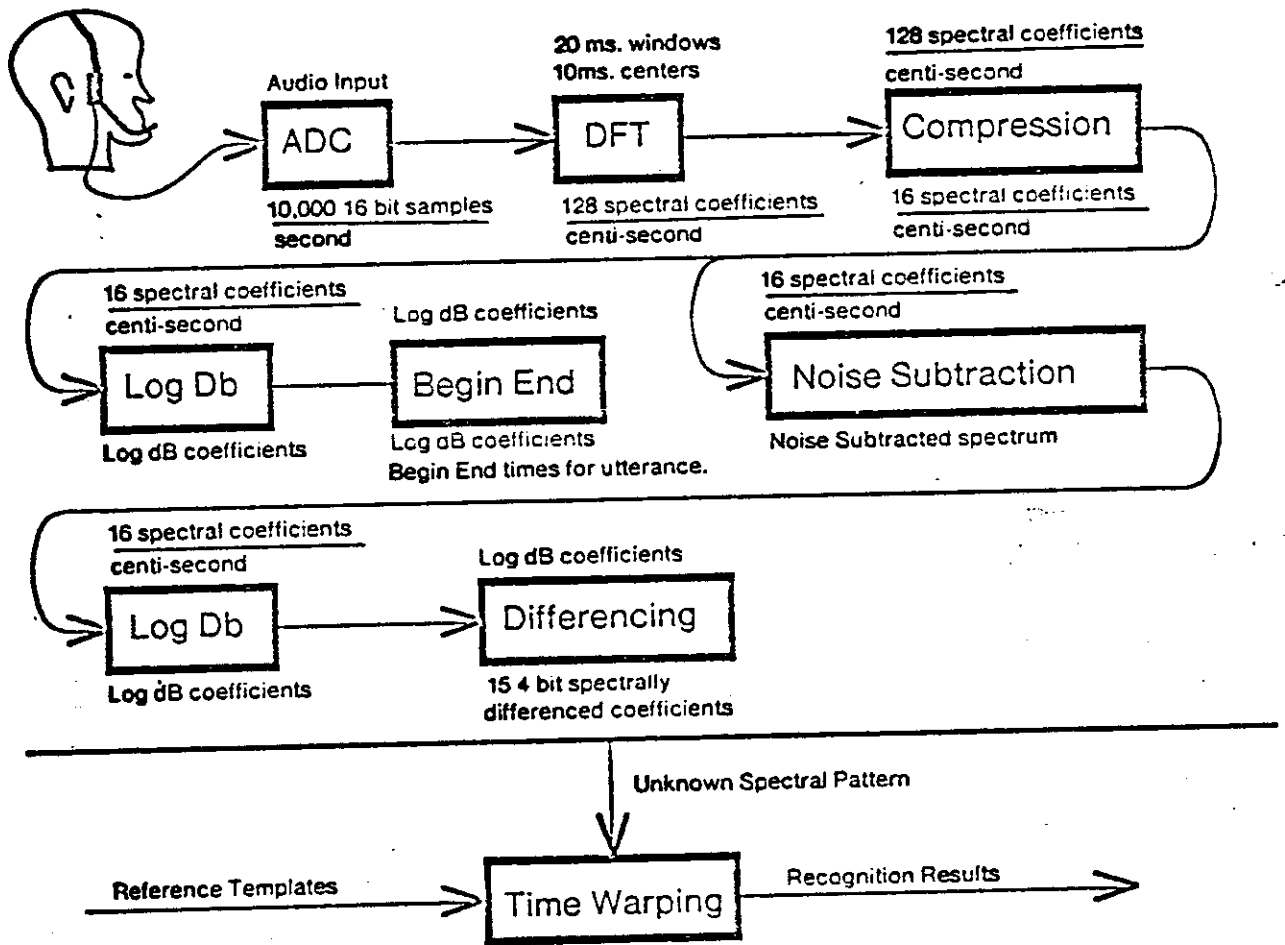 Audio Input
ADC
10,000 16 bit samples
second
20 ms. windows
10ms. centers
DFT
128 spectral coefficients
centi-second
128 spectral coefficients
centi-second
Compression
16 spectral coefficients
centi-second
16 spectral coefficients
centi-second
Log Db
Log dB coefficients
Log dB coefficients
Begin End
Log dB coefficients
Begin End times for utterance.
16 spectral coefficients
centi-second
Noise Subtraction
Noise Subtracted spectrum
16 spectral coefficients
centi-second
Log Db
Log dB coefficients
Log dB coefficients
Differencing
15 4 bit spectrally
differenced coefficients
Unknown Spectral Pattern
Reference Templates
Time Warping
Recognition Results